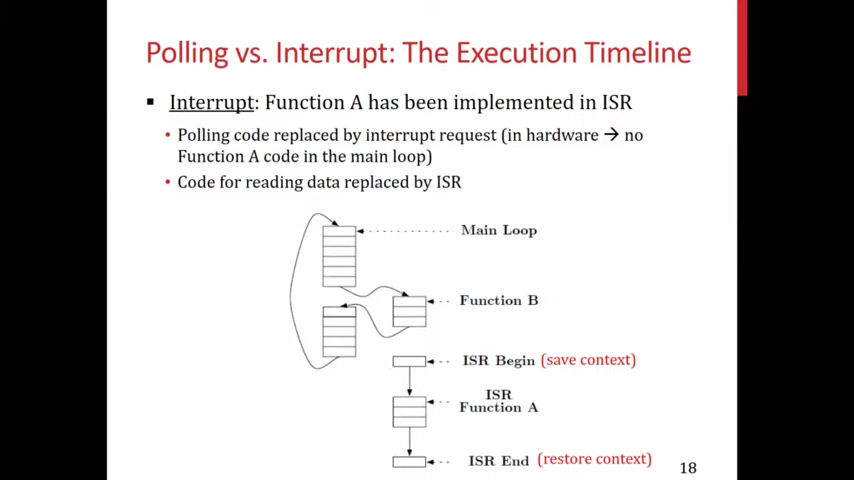 Polling vs. Interrupt: The Execution Timeline
▪ Interrupt: Function A has been implemented in ISR
• Polling code replaced by interrupt request (in hardware → no
Function A code in the main loop)
• Code for reading data replaced by ISR
Main Loop
Function B
ISR Begin (save context)
ISR
Function A
ISR End (restore context)
18